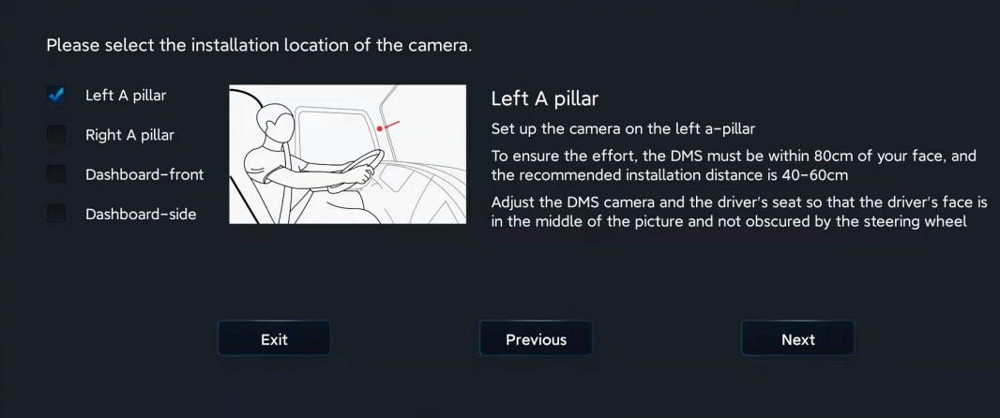 Please select the installation location of the camera.
Left A pillar
Right A pillar
Dashboard-front
Dashboard-side
Left A pillar
Set up the camera on the left a-pillar
To ensure the effort, the DMS must be within 80cm of your face, and
the recommended installation distance is 40-60cm
Adjust the DMS camera and the driver's seat so that the driver's face is
in the middle of the picture and not obscured by the steering wheel
Exit
Previous
Next